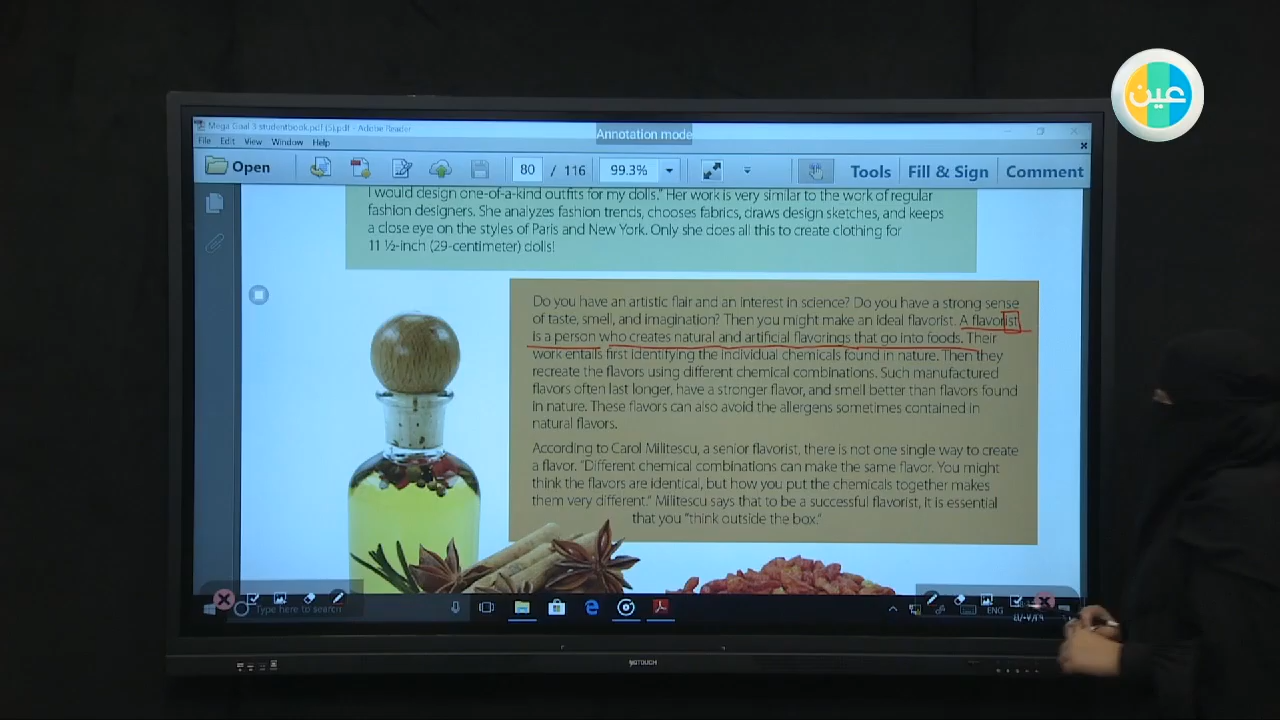 عين
Mega Goal 3 studentbook.pdf (5).pdf - Adobe Reader
Annotation mode
File Edit View Window Help
Open
80 / 116
99.3%
Tools Fill & Sign Comment
I would design one-of-a-kind outfits for my dolls." Her work is very similar to the work of regular
fashion designers. She analyzes fashion trends, chooses fabrics, draws design sketches, and keeps
a close eye on the styles of Paris and New York. Only she does all this to create clothing for
11 ½-inch (29-centimeter) dolls!
Do you have an artistic flair and an interest in science? Do you have a strong sense
of taste, smell, and imagination? Then you might make an ideal flavorist. A flavorist
is a person who creates natural and artificial flavorings that go into foods. Their
work entails first identifying the individual chemicals found in nature. Then they
recreate the flavors using different chemical combinations. Such manufactured
flavors often last longer, have a stronger flavor, and smell better than flavors found
in nature. These flavors can also avoid the allergens sometimes contained in
natural flavors.
According to Carol Militescu, a senior flavorist, there is not one single way to create
a flavor. "Different chemical combinations can make the same flavor. You might
think the flavors are identical, but how you put the chemicals together makes
them very different." Militescu says that to be a successful flavorist, it is essential
that you "think outside the box."
Type here to search
ENG